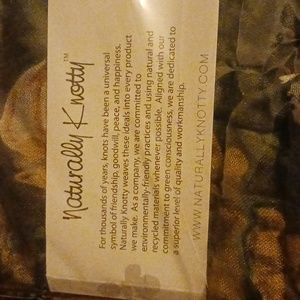 Naturally Knotty™
For thousands of years, knots have been a universal
symbol of friendship, goodwill, peace, and happiness.
Naturally Knotty weaves these ideals into every product
we make. As a company, we are committed to
environmentally-friendly practices and using natural and
recycled materials whenever possible. Aligned with our
commitment to green-consciousness, we are dedicated to
a superior level of quality and workmanship.
WWW.NATURALLYKNOTTY.COM